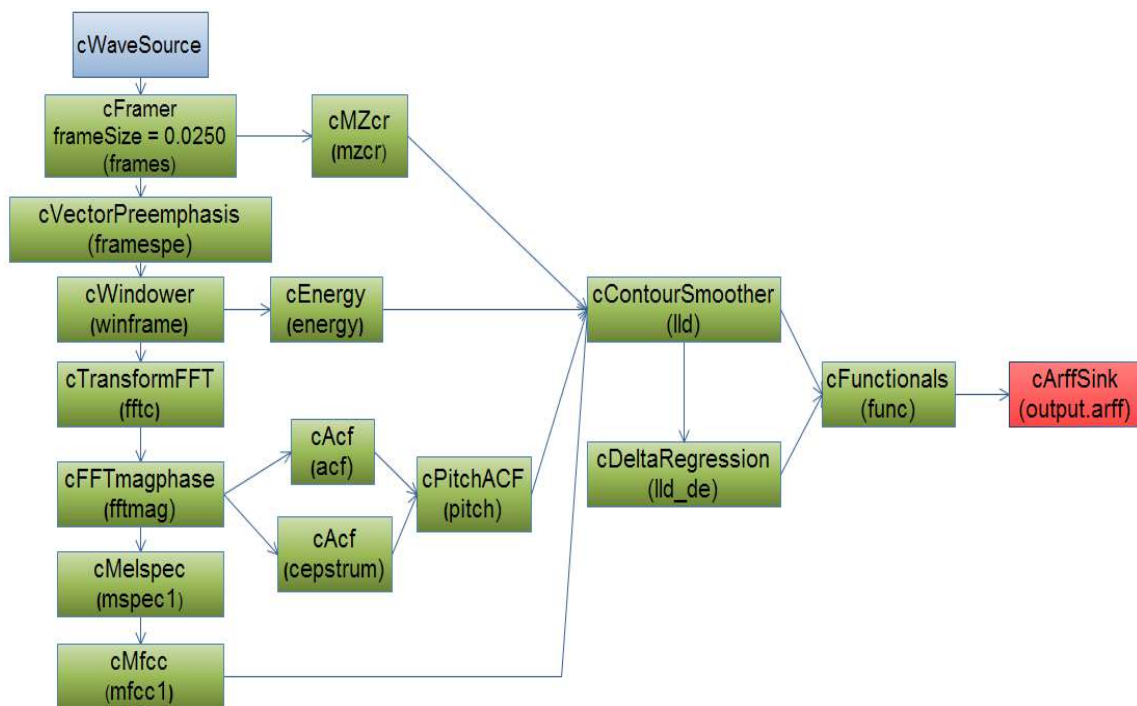 cWaveSource
cFramer
frameSize = 0.0250
(frames)
cMZcr
(mzcr)
cVectorPreemphasis
(framespe)
cWindower
(winframe)
cEnergy
(energy)
cContourSmoother
(lld)
cTransformFFT
(fftc)
cFunctionals
(func)
cArffSink
(output.arff)
cAcf
(acf)
cDeltaRegression
(lld_de)
cFFTmagphase
(fftmag)
cPitchACF
(pitch)
cAcf
(cepstrum)
cMelspec
(mspec1)
cMfcc
(mfcc1)